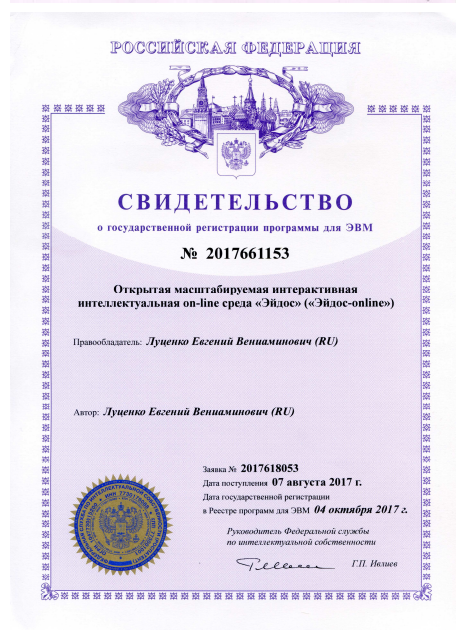 РОССИЙСКАЯ ФЕДЕРАЦИЯ
СВИДЕТЕЛЬСТВО
о государственной регистрации программы для ЭВМ
№ 2017661153
Открытая масштабируемая интерактивная
интеллектуальная on-line среда «Эйдос» («Эйдос-online»)
Правообладатель: Луценко Евгений Вениаминович (RU)
Автор: Луценко Евгений Вениаминович (RU)
Заявка № 2017618053
Дата поступления 07 августа 2017 г.
Дата государственной регистрации
в Реестре программ для ЭВМ 04 октября 2017 г.
Руководитель Федеральной службы
по интеллектуальной собственности
Г.П. Ивлиев